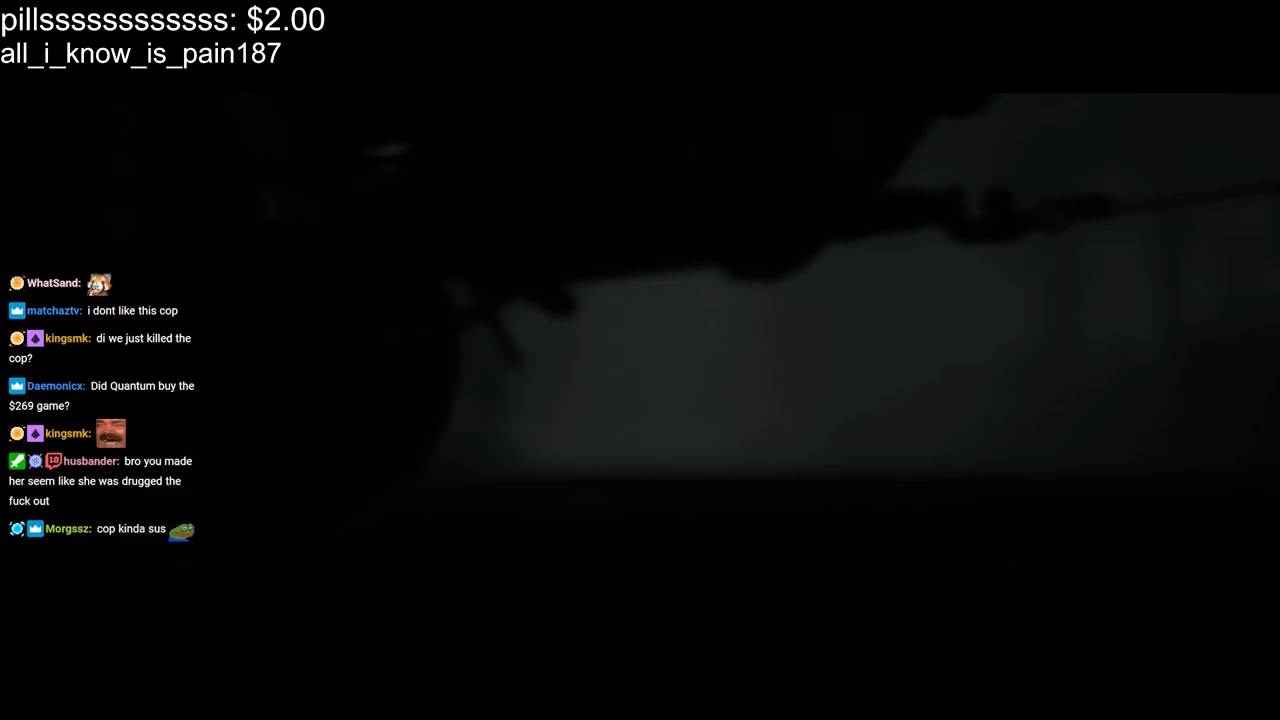 pillssssssssssss: $2.00
all_i_know_is_pain187
WhatSand:
matchaztv: i dont like this cop
kingsmk: di we just killed the
cop?
Daemonicx: Did Quantum buy the
$269 game?
kingsmk:
husbander: bro you made
her seem like she was drugged the
fuck out
Morgssz: cop kinda sus